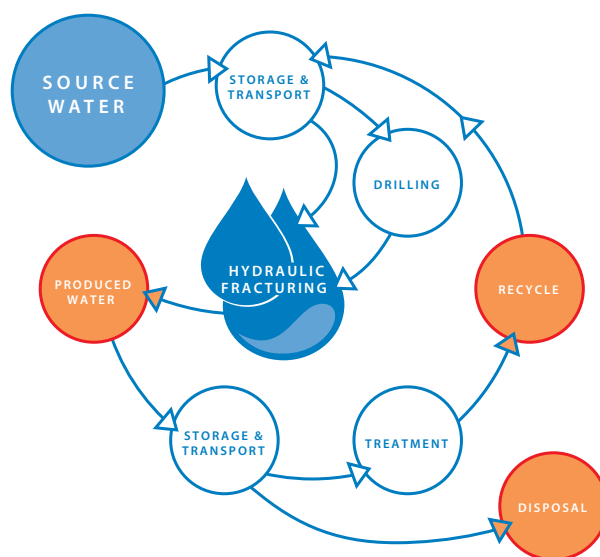 SOURCE
WATER
STORAGE &
TRANSPORT
DRILLING
HYDRAULIC
FRACTURING
PRODUCED
WATER
RECYCLE
STORAGE &
TRANSPORT
TREATMENT
DISPOSAL